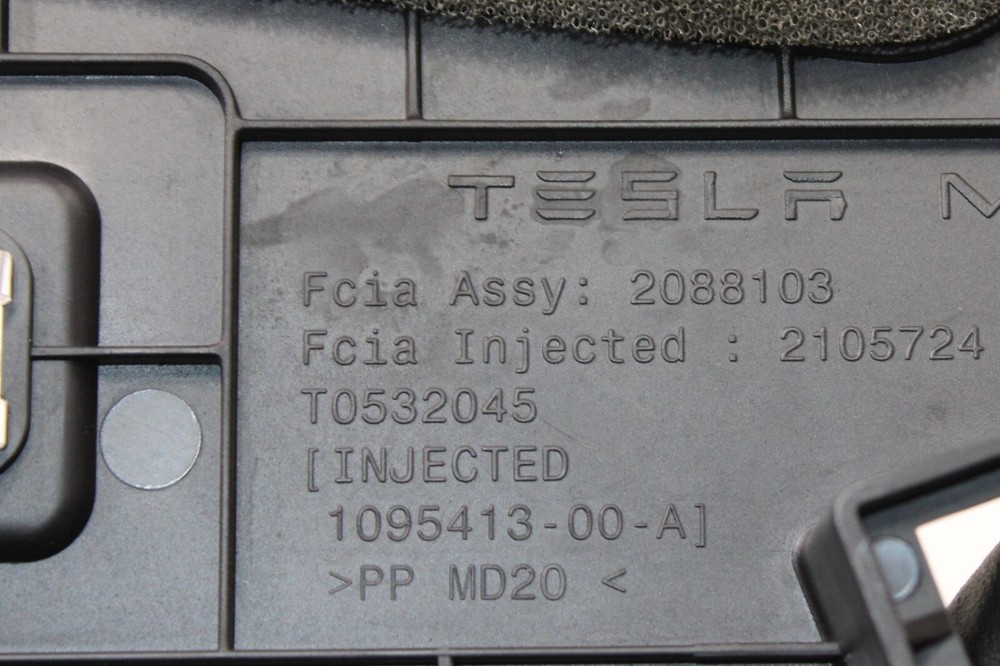 TESLA M
Fcia Assy: 2088103
Fcia Injected : 2105724
T0532045
[INJECTED
1095413-00-A]
>PP MD20 <